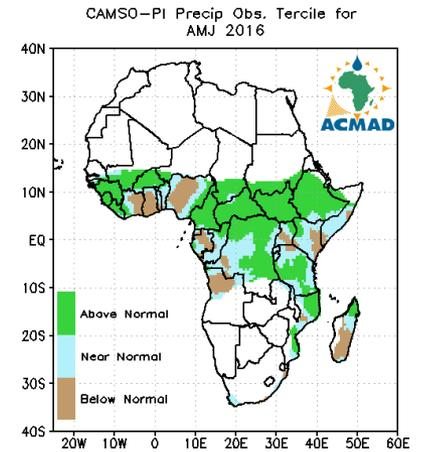 CAMSO-PI Precip Obs. Tercile for
AMJ 2016
40N
30N
20N
10N
EQ
10S
20S
30S
40S
20W 10W 0 10E 20E 30E 40E 50E 60E
ACMAD
Above Normal
Near Normal
Below Normal